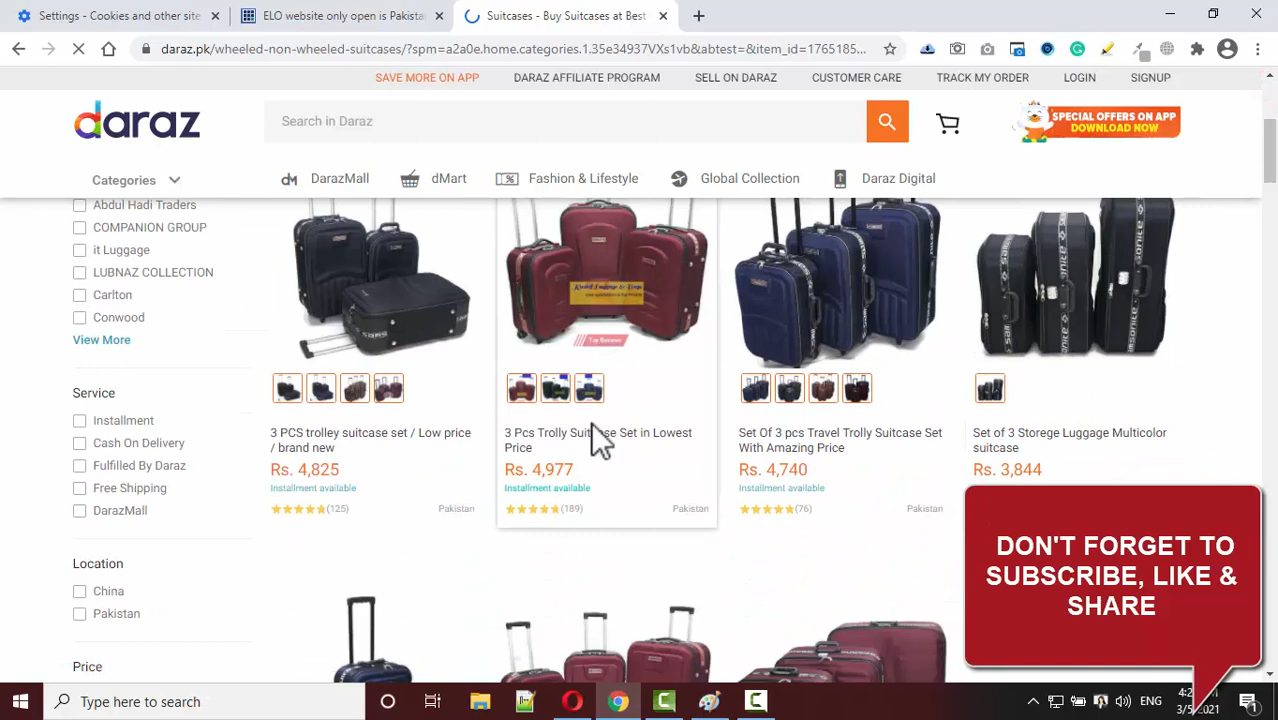 Settings - Cookies and other site
ELO website only open is Pakistan
Suitcases - Buy Suitcases at Best
daraz.pk/wheeled-non-wheeled-suitcases/?spm=a2a0e.home.categories.1.35e34937VXs1vb&abtest=&item_id=1765185...
SAVE MORE ON APP
DARAZ AFFILIATE PROGRAM
SELL ON DARAZ
CUSTOMER CARE
TRACK MY ORDER
LOGIN
SIGNUP
daraz
Search in Daraz
SPECIAL OFFERS ON APP
DOWNLOAD NOW
Categories
DarazMall
dMart
Fashion & Lifestyle
Global Collection
Daraz Digital
Abdul Hadi Traders
COMPANION GROUP
it Luggage
LUBNAZ COLLECTION
Carlton
Conwood
View More
Service
Installment
Cash On Delivery
Fulfilled By Daraz
Free Shipping
DarazMall
Location
China
Pakistan
Price
Top Reviews
3 PCS trolley suitcase set / Low price
/ brand new
Rs. 4,825
Installment available
(125)
Pakistan
3 Pcs Trolly Suitcase Set in Lowest
Price
Rs. 4,977
Installment available
(189)
Pakistan
Set Of 3 pcs Travel Trolly Suitcase Set
With Amazing Price
Rs. 4,740
Installment available
(76)
Pakistan
Set of 3 Storege Luggage Multicolor
suitcase
Rs. 3,844
DON'T FORGET TO
SUBSCRIBE, LIKE &
SHARE
Type here to search
ENG